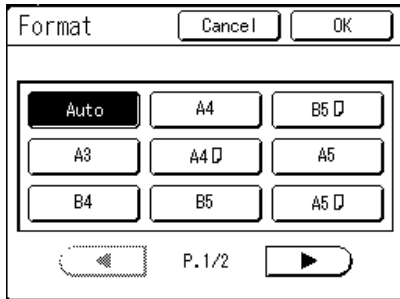 Format Cancel OK
Auto A4 B5
A3 A4 A5
B4 B5 A5
P.1/2